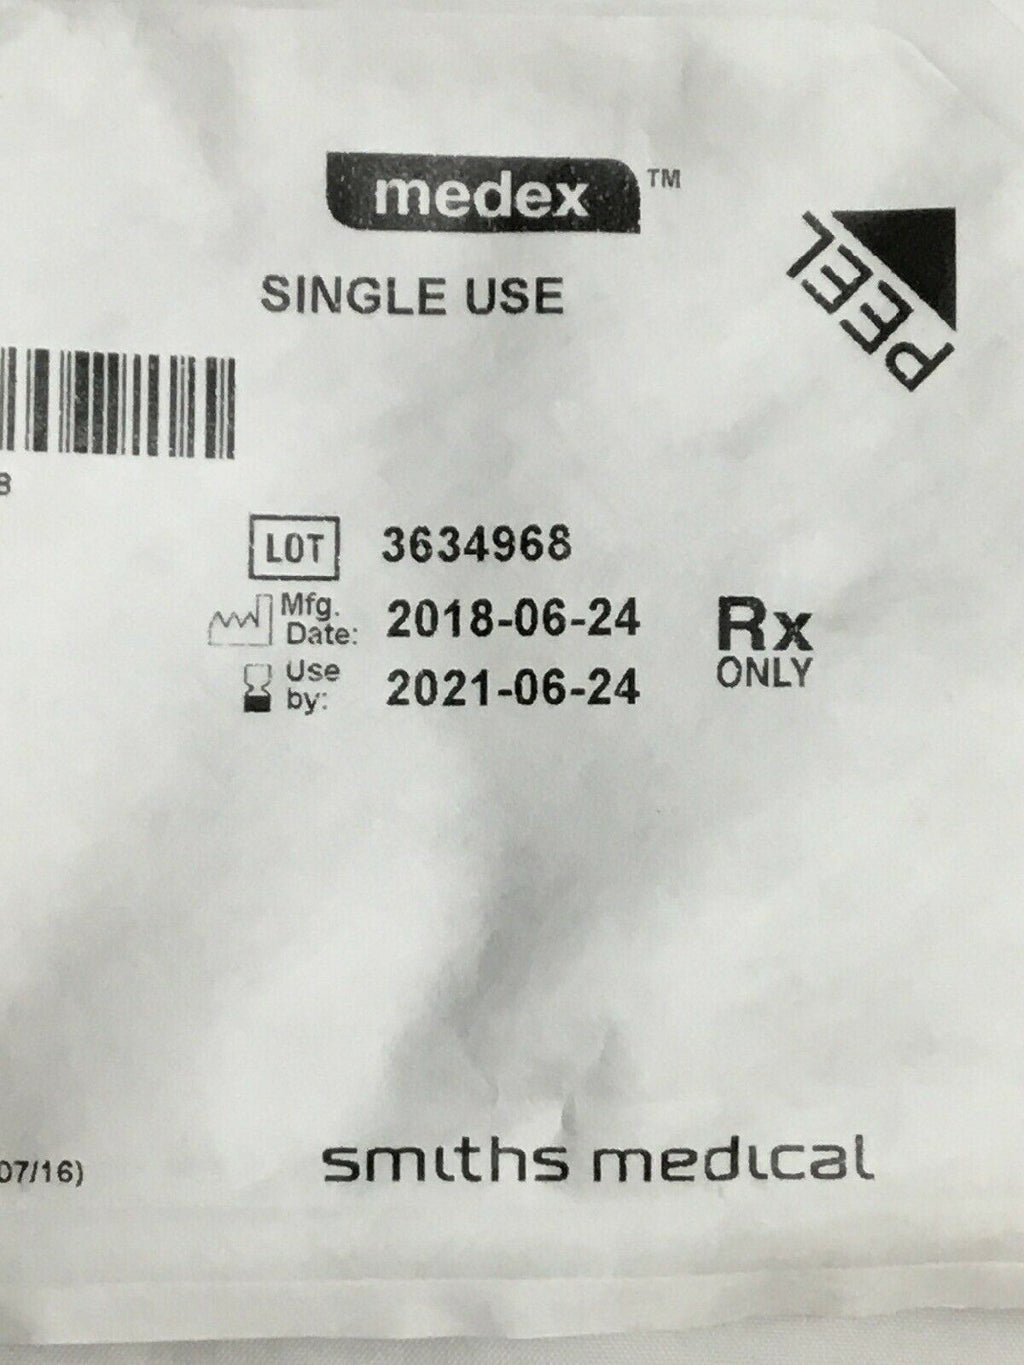 medex™
SINGLE USE
PEEL
LOT 3634968
Mfg. Date: 2018-06-24
Use by: 2021-06-24
Rx ONLY
07/16)
smiths medical